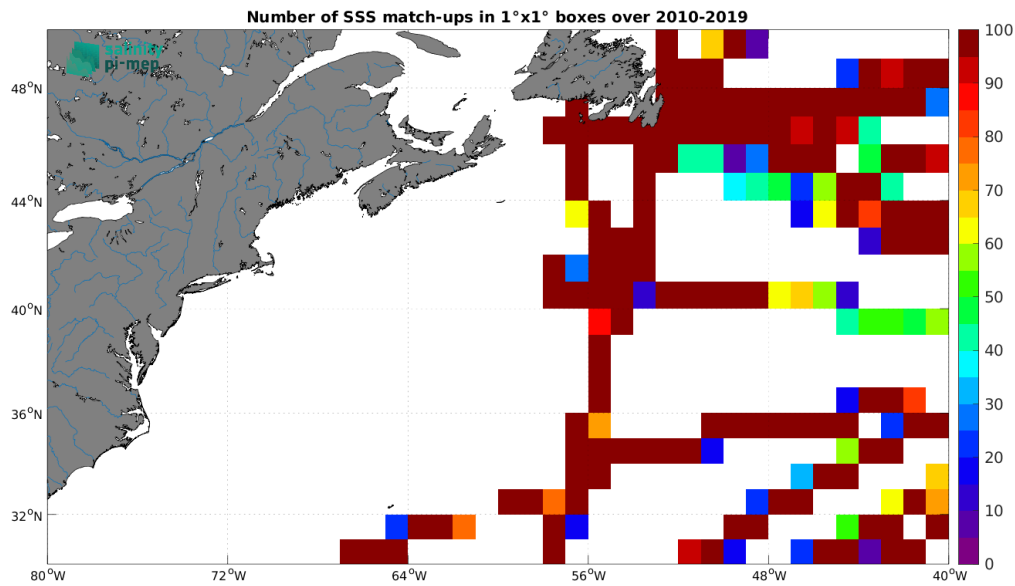 Number of SSS match-ups in 1°x1° boxes over 2010-2019
salinity
pi-mep
48°N
44°N
40°N
36°N
32°N
80°W 72°W 64°W 56°W 48°W 40°W
100
90
80
70
60
50
40
30
20
10
0